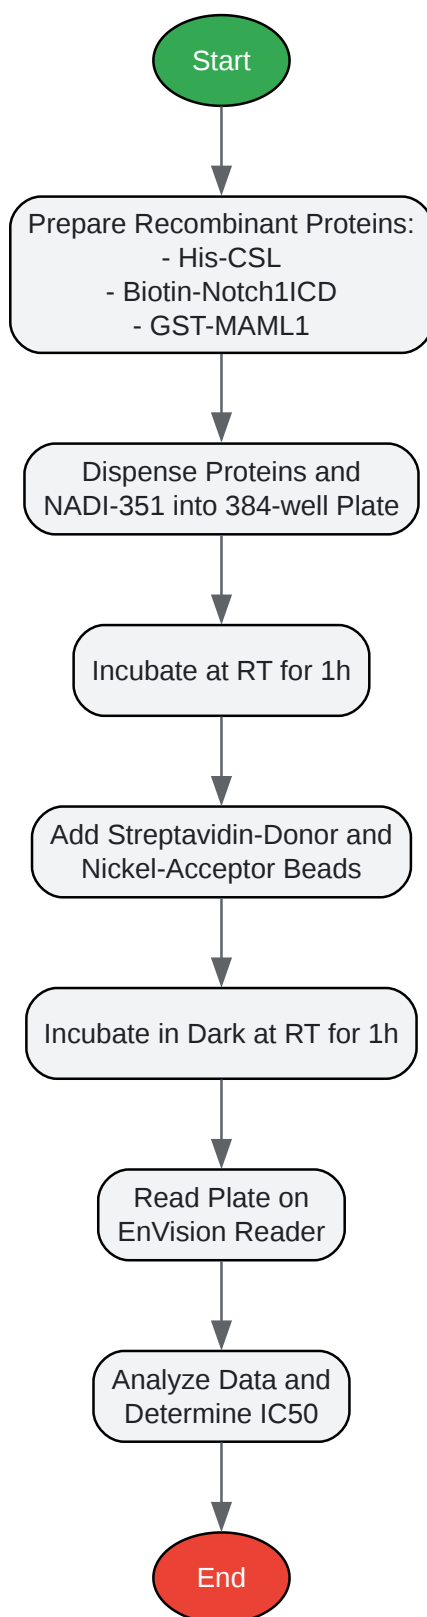 Start
Prepare Recombinant Proteins:
- His-CSL
- Biotin-Notch1ICD
- GST-MAML1
Dispense Proteins and
NADI-351 into 384-well Plate
Incubate at RT for 1h
Add Streptavidin-Donor and
Nickel-Acceptor Beads
Incubate in Dark at RT for 1h
Read Plate on
EnVision Reader
Analyze Data and
Determine IC50
End